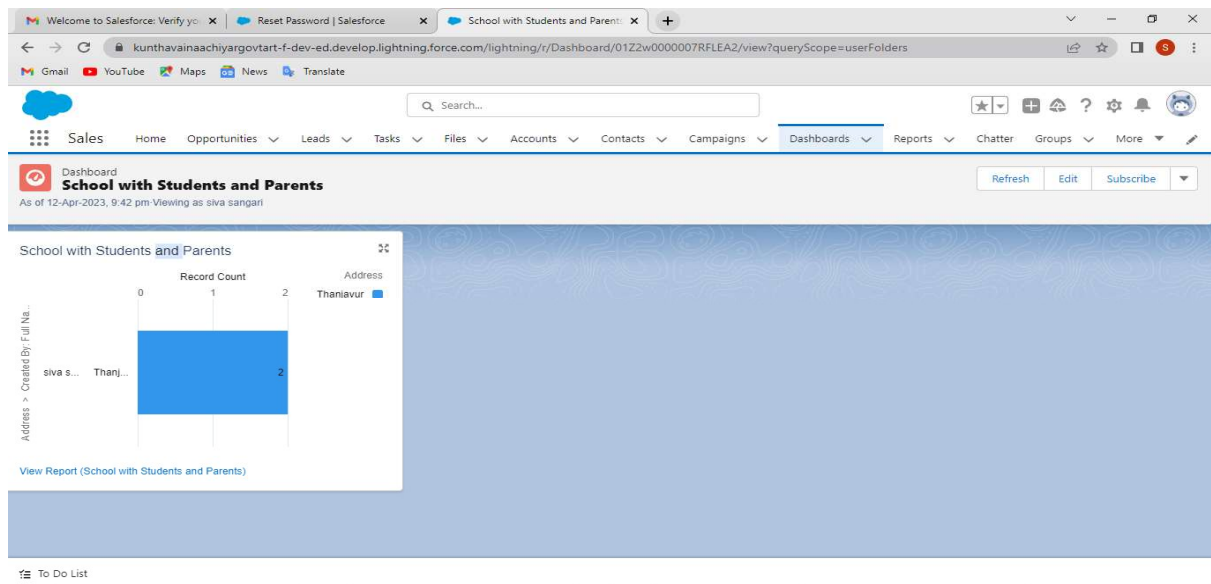 Welcome to Salesforce: Verify yo
Reset Password | Salesforce
School with Students and Parents
kunthavainaachiyargovtart-f-dev-ed.develop.lightning.force.com/lightning/r/Dashboard/01Z2w0000007RFLEA2/view?queryScope=userFolders
S
Gmail YouTube Maps News Translate
Search...
Sales Home Opportunities Leads Tasks Files Accounts Contacts Campaigns Dashboards Reports Chatter Groups More
Dashboard
School with Students and Parents
As of 12-Apr-2023, 9:42 pm·Viewing as siva sangari
Refresh Edit Subscribe
School with Students and Parents
Record Count
0 1 2
Address
Thanjavur
Address > Created By: Full Na...
siva s... Thanj... 2
View Report (School with Students and Parents)
To Do List